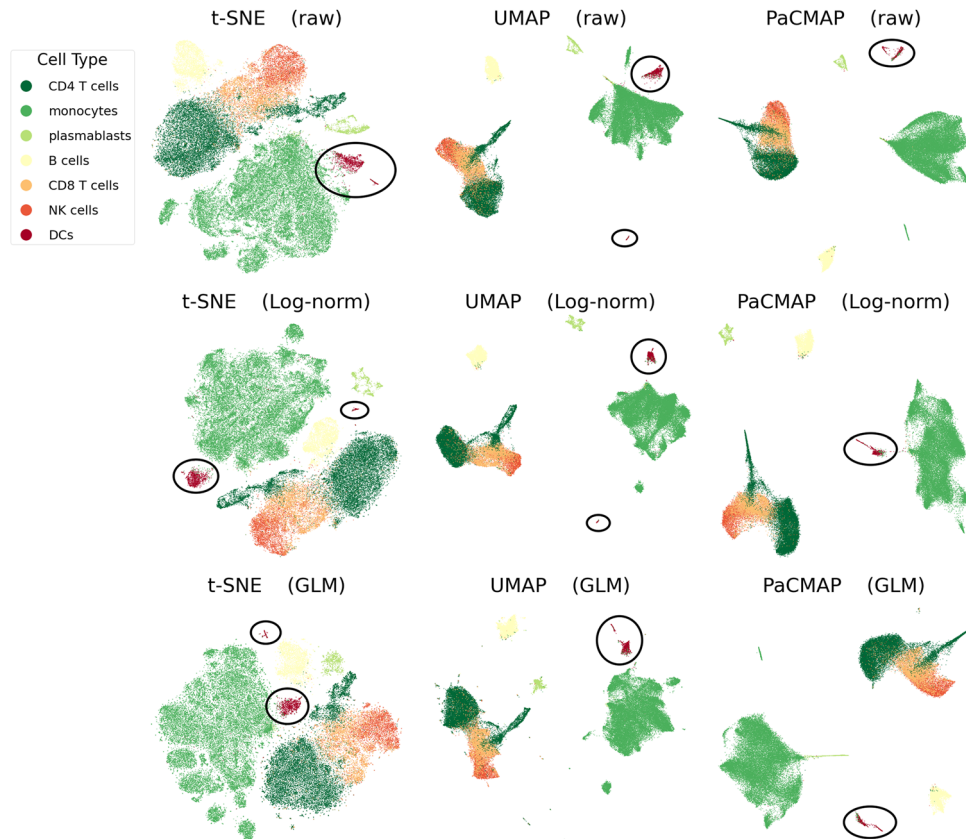 t-SNE (raw)
UMAP (raw)
PaCMAP (raw)
Cell Type
CD4 T cells
monocytes
plasmablasts
B cells
CD8 T cells
NK cells
DCs
t-SNE (Log-norm)
UMAP (Log-norm)
PaCMAP (Log-norm)
t-SNE (GLM)
UMAP (GLM)
PaCMAP (GLM)